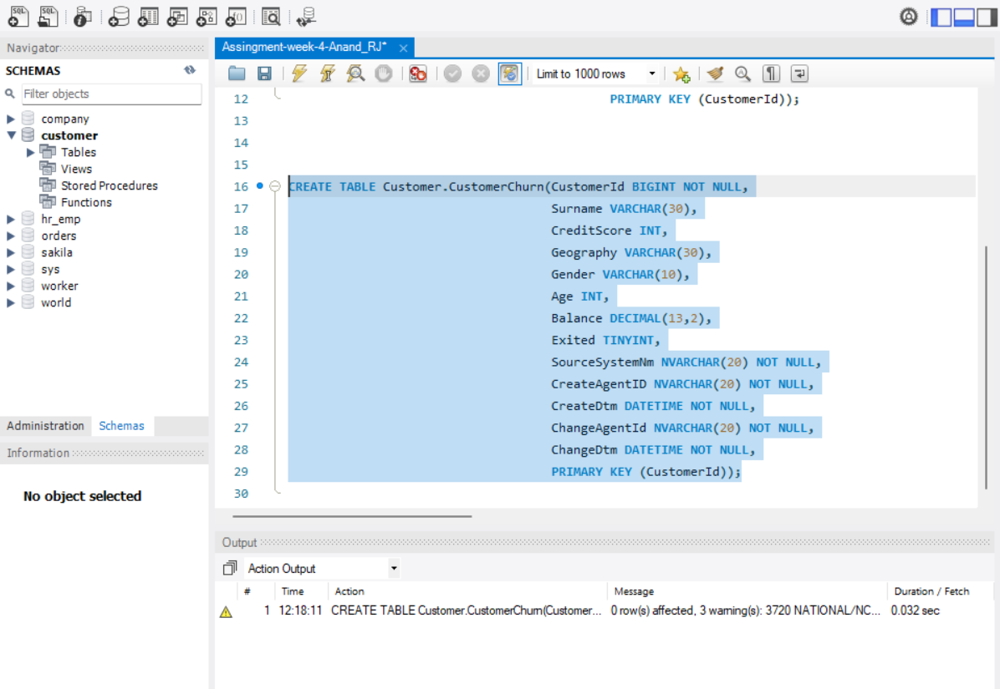 SQL SQL
Navigator
Assingment-week-4-Anand_RJ*
SCHEMAS
Filter objects
company
customer
Tables
Views
Stored Procedures
Functions
hr_emp
orders
sakila
sys
worker
world
Administration Schemas
Information
No object selected
Limit to 1000 rows
12 PRIMARY KEY (CustomerId));
13
14
15
16 CREATE TABLE Customer.CustomerChurn(CustomerId BIGINT NOT NULL,
17 Surname VARCHAR(30),
18 CreditScore INT,
19 Geography VARCHAR(30),
20 Gender VARCHAR(10),
21 Age INT,
22 Balance DECIMAL(13,2),
23 Exited TINYINT,
24 SourceSystemNm NVARCHAR(20) NOT NULL,
25 CreateAgentID NVARCHAR(20) NOT NULL,
26 CreateDtm DATETIME NOT NULL,
27 ChangeAgentId NVARCHAR(20) NOT NULL,
28 ChangeDtm DATETIME NOT NULL,
29 PRIMARY KEY (CustomerId));
30
Output
Action Output
# Time Action Message Duration / Fetch
1 12:18:11 CREATE TABLE Customer.CustomerChurn(Customer... 0 row(s) affected, 3 warning(s): 3720 NATIONAL/NC... 0.032 sec